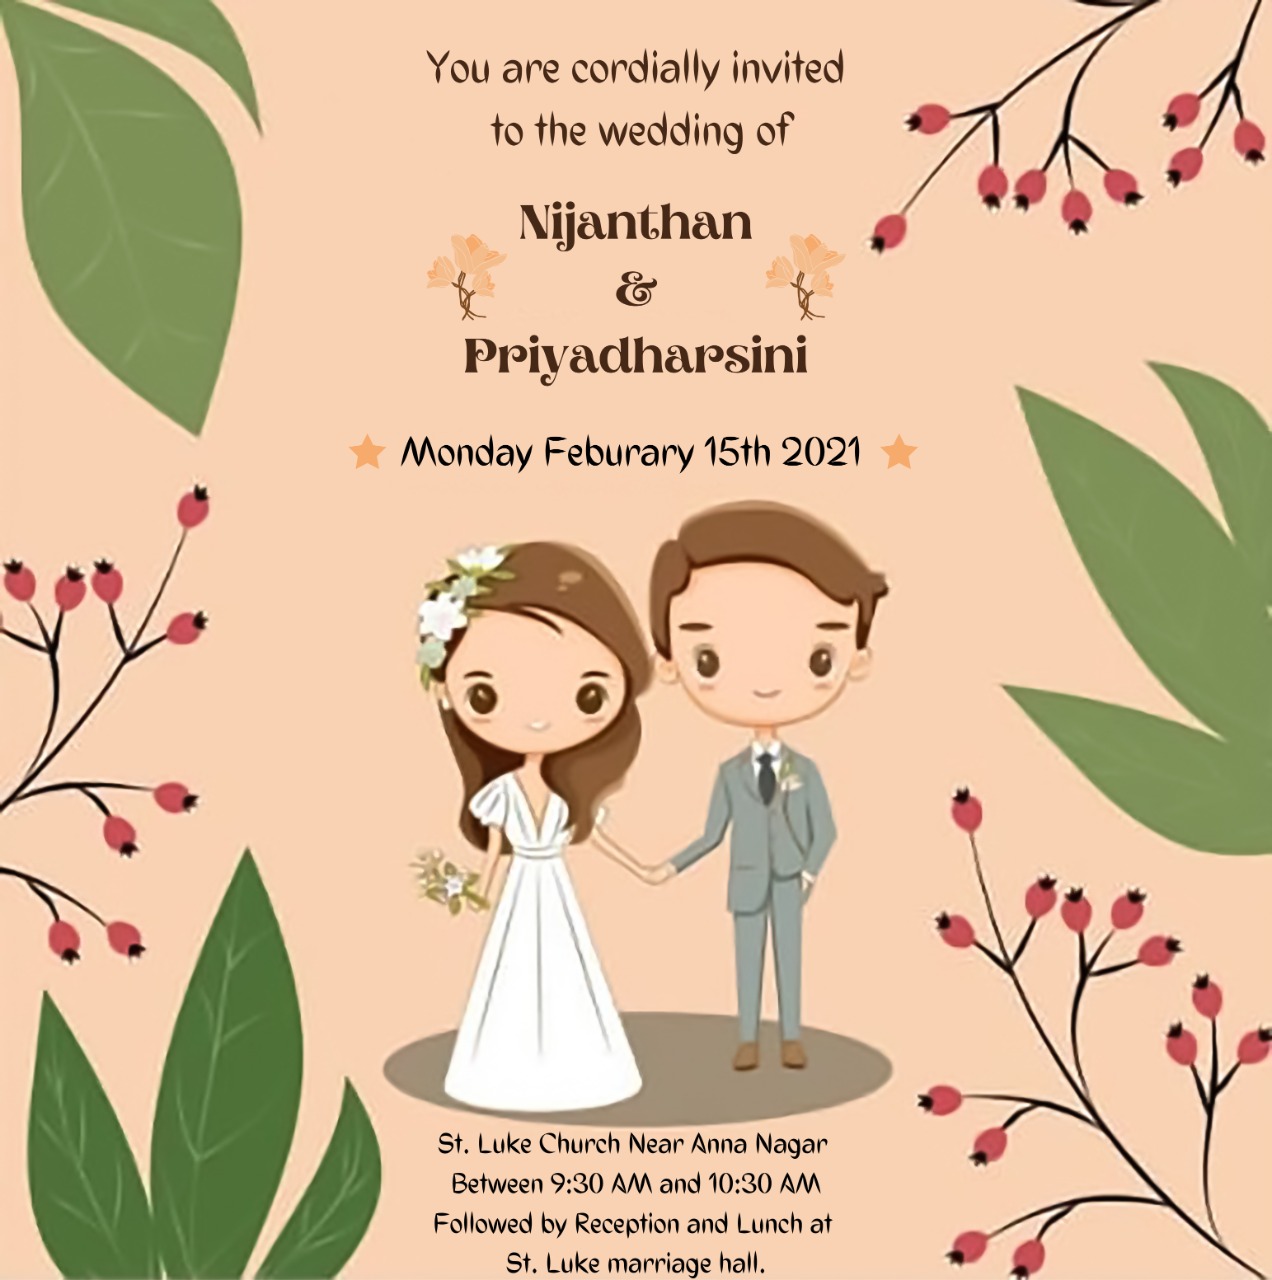 You are cordially invited
to the wedding of
Nijanthan
&
Priyadharsini
Monday Feburary 15th 2021
St. Luke Church Near Anna Nagar
Between 9:30 AM and 10:30 AM
Followed by Reception and Lunch at
St. Luke marriage hall.